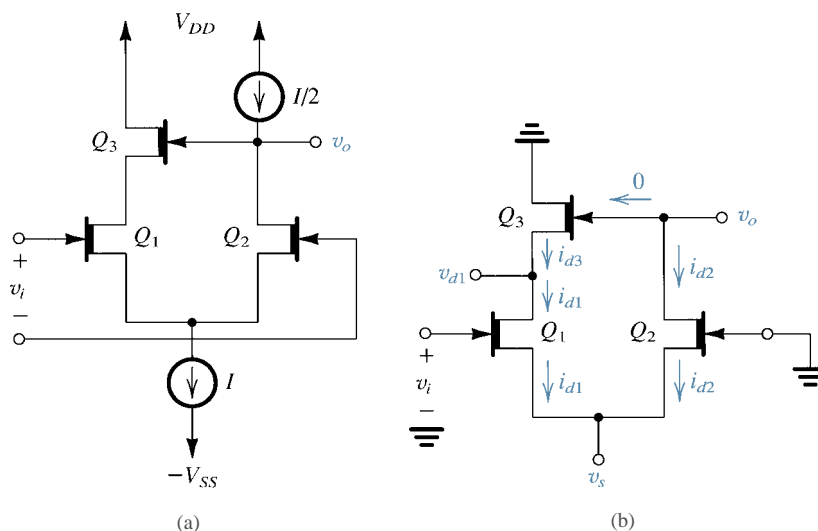 V_DD
I/2
Q_3
v_o
Q_1
Q_2
+
v_i
−
I
−V_SS
(a)
0
Q_3
v_o
i_d3
i_d2
v_d1
i_d1
Q_1
Q_2
+
v_i
−
i_d1
i_d2
v_s
(b)